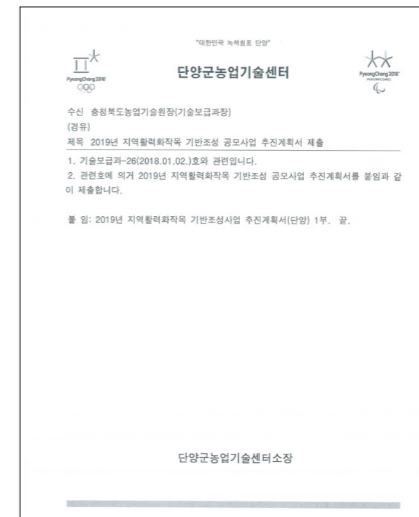 "대한민국 녹색쉼표 단양"
PyeongChang 2018
단양군농업기술센터
PyeongChang 2018
수신 충청북도농업기술원장(기술보급과장)
(경유)
제목 2019년 지역활력화작목 기반조성 공모사업 추진계획서 제출
1. 기술보급과-26(2018.01.02.)호와 관련입니다.
2. 관련호에 의거 2019년 지역활력화작목 기반조성 공모사업 추진계획서를 붙임과 같
이 제출합니다.
붙 임: 2019년 지역활력화작목 기반조성사업 추진계획서(단양) 1부. 끝.
단양군농업기술센터소장